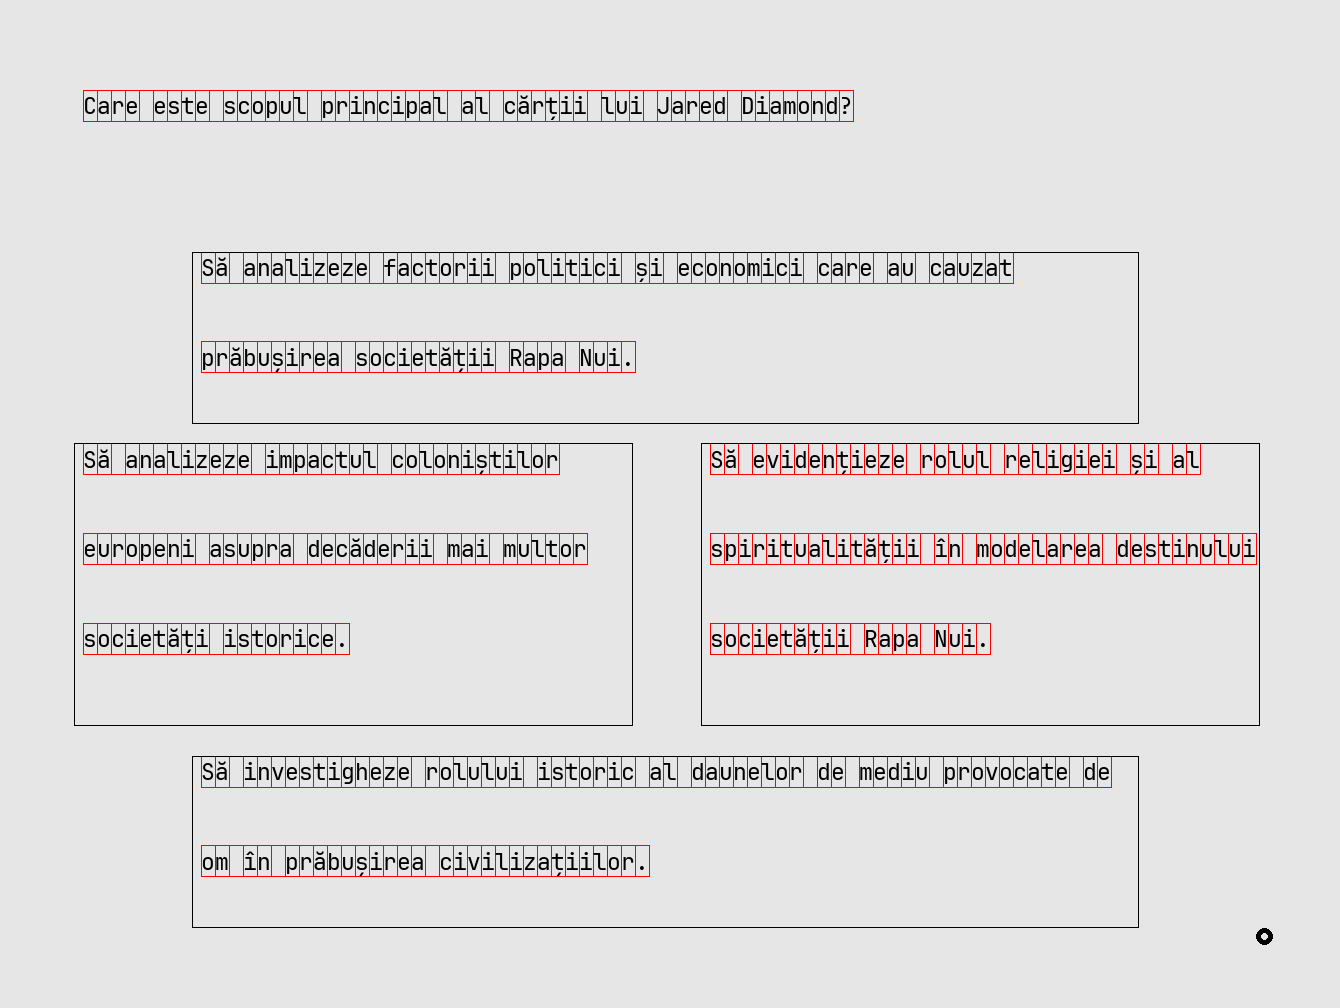 Care este scopul principal al cărții lui Jared Diamond?
Să analizeze factorii politici și economici care au cauzat
prăbușirea societății Rapa Nui.
Să analizeze impactul coloniștilor
europeni asupra decăderii mai multor
societăți istorice.
Să evidențieze rolul religiei și al
spiritualității în modelarea destinului
societății Rapa Nui.
Să investigheze rolului istoric al daunelor de mediu provocate de
om în prăbușirea civilizațiilor.